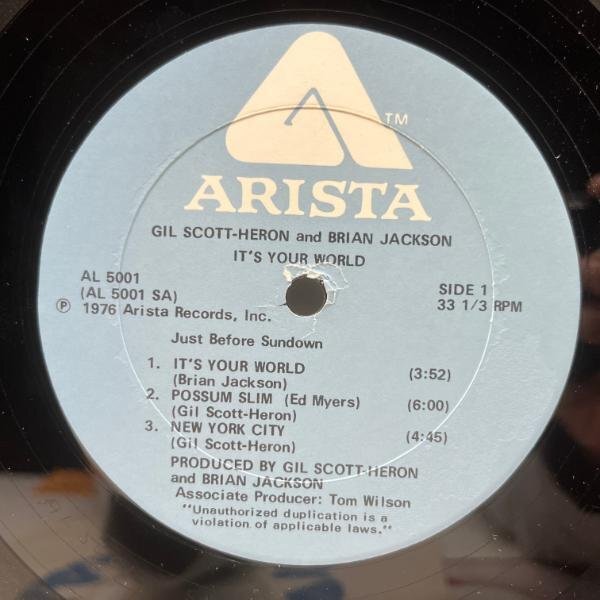 TM
ARISTA
GIL SCOTT-HERON and BRIAN JACKSON
IT'S YOUR WORLD
AL 5001
(AL 5001 SA)
℗ 1976 Arista Records, Inc.
SIDE 1
33 1/3 RPM
Just Before Sundown
1. IT'S YOUR WORLD (3:52)
(Brian Jackson)
2. POSSUM SLIM (Ed Myers) (6:00)
(Gil Scott-Heron)
3. NEW YORK CITY (4:45)
(Gil Scott-Heron)
PRODUCED BY GIL SCOTT-HERON
and BRIAN JACKSON
Associate Producer: Tom Wilson
"Unauthorized duplication is a
violation of applicable laws."